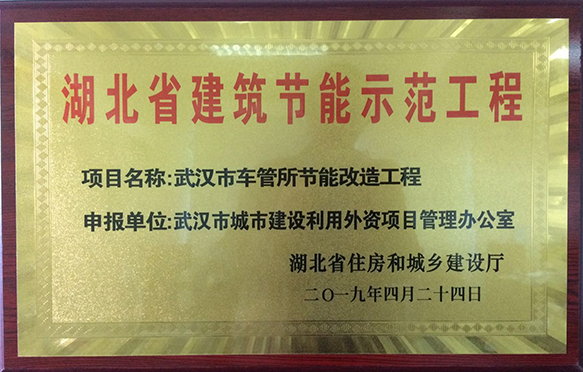 湖北省建筑节能示范工程
项目名称:武汉市车管所节能改造工程
申报单位:武汉市城市建设利用外资项目管理办公室
湖北省住房和城乡建设厅
二〇一九年四月二十四日